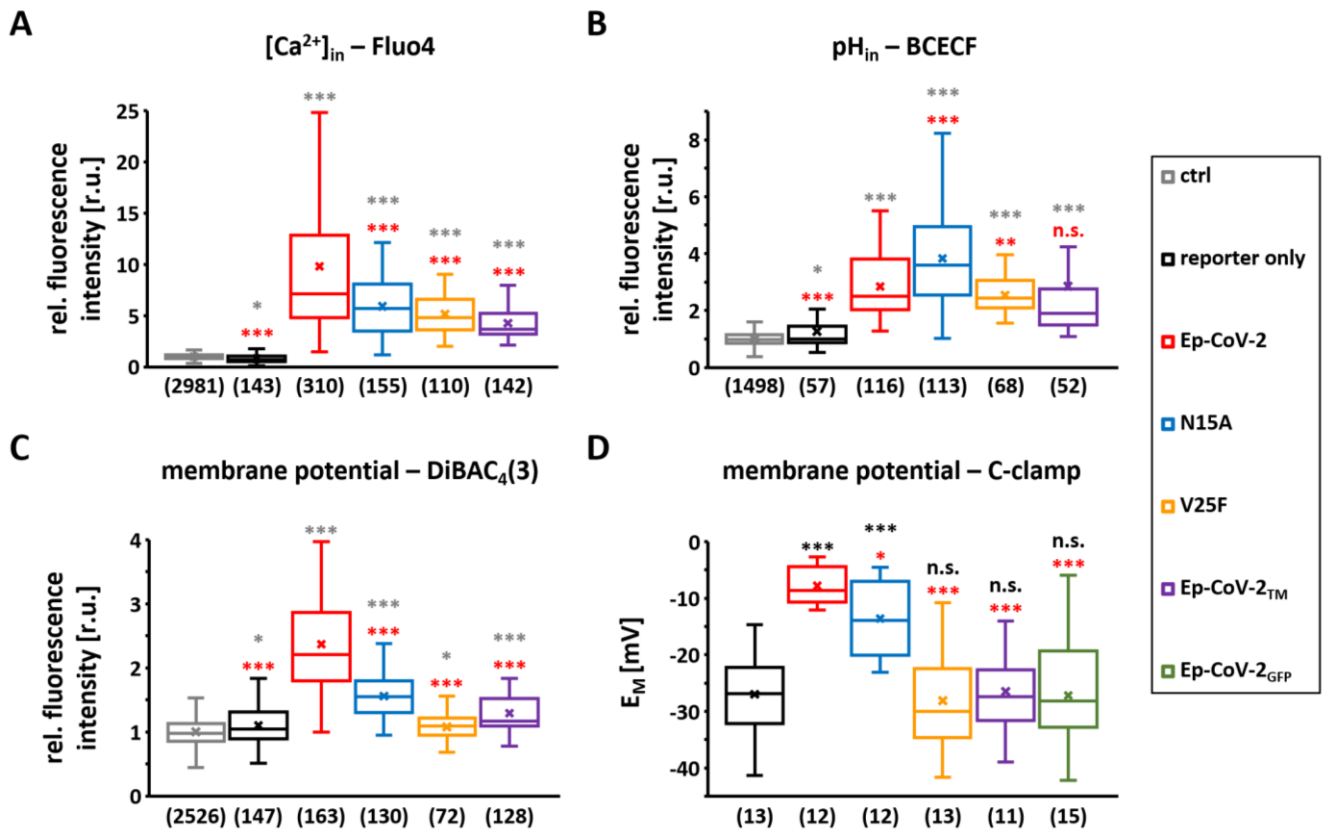 A
[Ca²⁺]ᵢₙ – Fluo4
rel. fluorescence
intensity [r.u.]
25
20
15
10
5
0
*
***
***
***
***
***
***
***
***
(2981) (143) (310) (155) (110) (142)
B
pHᵢₙ – BCECF
rel. fluorescence
intensity [r.u.]
8
6
4
2
0
*
***
***
***
***
***
**
***
n.s.
(1498) (57) (116) (113) (68) (52)
ctrl
reporter only
Ep-CoV-2
N15A
V25F
Ep-CoV-2TM
Ep-CoV-2GFP
C
membrane potential – DiBAC₄(3)
rel. fluorescence
intensity [r.u.]
4
3
2
1
0
*
***
***
***
***
*
***
***
***
(2526) (147) (163) (130) (72) (128)
D
membrane potential – C-clamp
Eᴍ [mV]
0
-10
-20
-30
-40
***
***
*
n.s.
***
n.s.
***
n.s.
***
(13) (12) (12) (13) (11) (15)